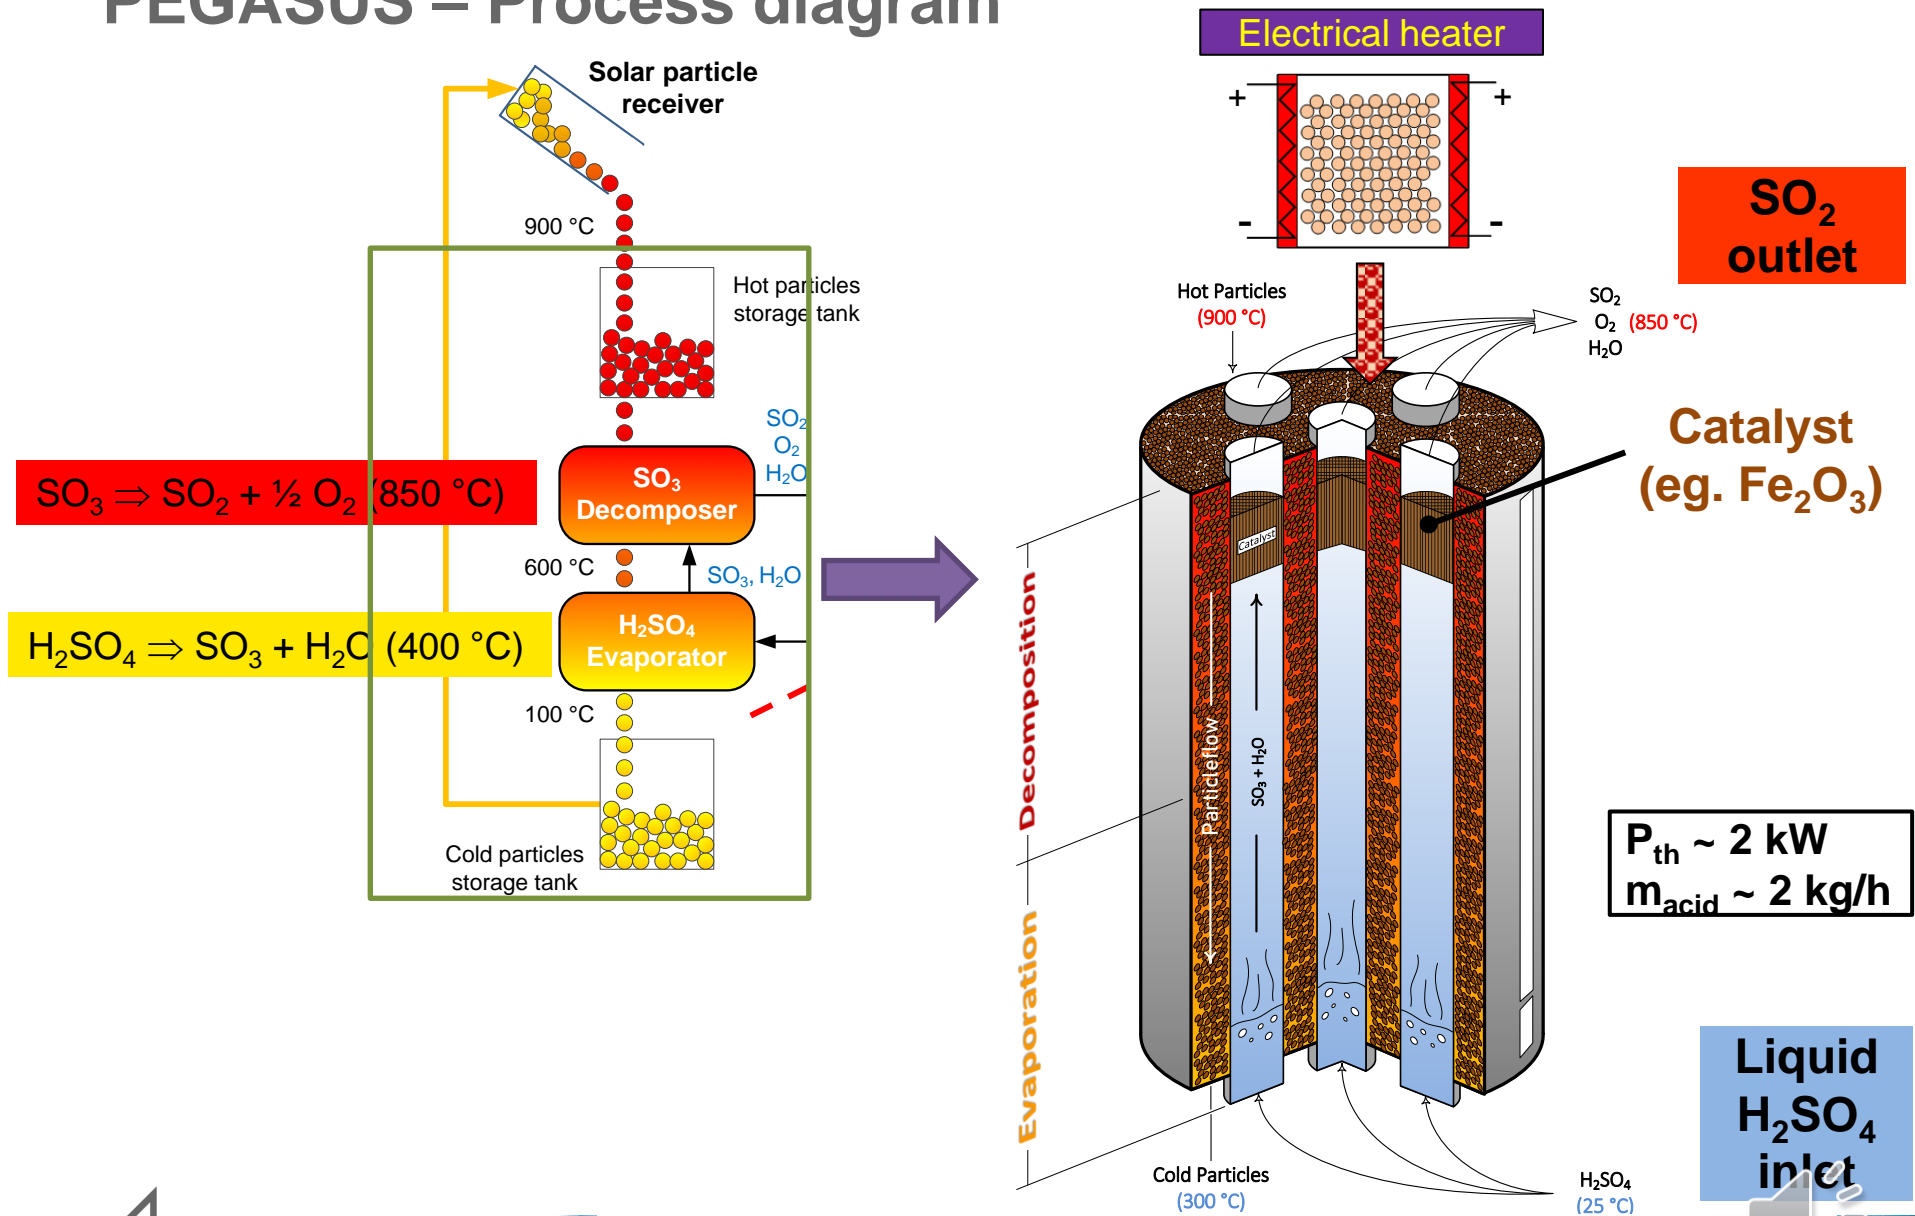 PEGASUS – Process diagram
Solar particle
receiver
900 °C
Hot particles
storage tank
SO₂
O₂
H₂O
SO₃
Decomposer
SO₃ ⇒ SO₂ + ½ O₂ (850 °C)
600 °C
SO₃, H₂O
H₂SO₄
Evaporator
H₂SO₄ ⇒ SO₃ + H₂O (400 °C)
100 °C
Cold particles
storage tank
Electrical heater
+
+
-
-
SO₂
outlet
Hot Particles
(900 °C)
SO₂
O₂ (850 °C)
H₂O
Catalyst
(eg. Fe₂O₃)
Catalyst
Decomposition
Particleflow
SO₃ + H₂O
Evaporation
Pth ~ 2 kW
macid ~ 2 kg/h
Liquid
H₂SO₄
inlet
Cold Particles
(300 °C)
H₂SO₄
(25 °C)